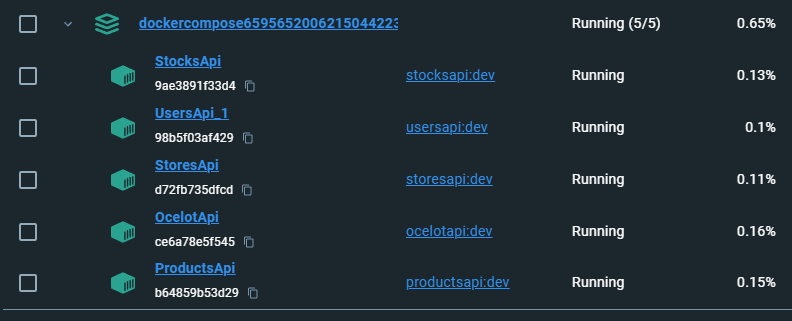 dockercompose6595652006215044223 Running (5/5) 0.65%
StocksApi
9ae3891f33d4 stocksapi:dev Running 0.13%
UsersApi_1
98b5f03af429 usersapi:dev Running 0.1%
StoresApi
d72fb735dfcd storesapi:dev Running 0.11%
OcelotApi
ce6a78e5f545 ocelotapi:dev Running 0.16%
ProductsApi
b64859b53d29 productsapi:dev Running 0.15%